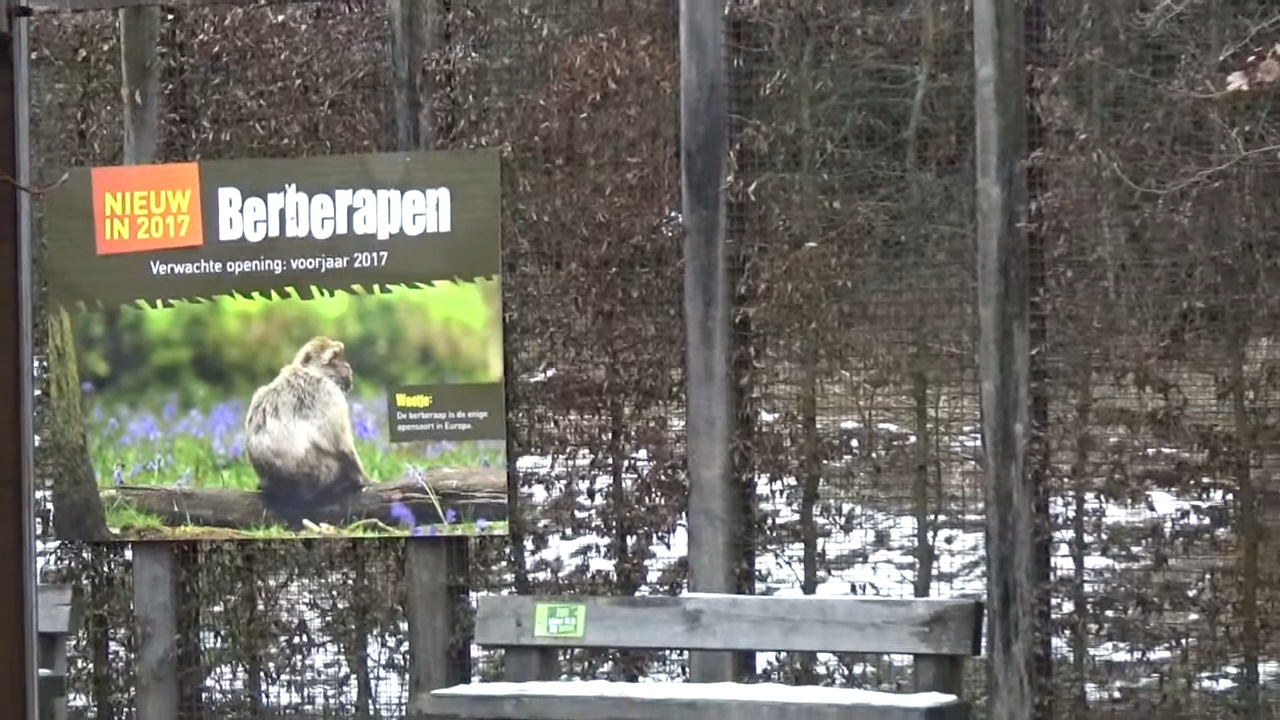 NIEUW
IN 2017
Berberapen
Verwachte opening: voorjaar 2017
Weetje:
De berberaap is de enige
apensoort in Europa.